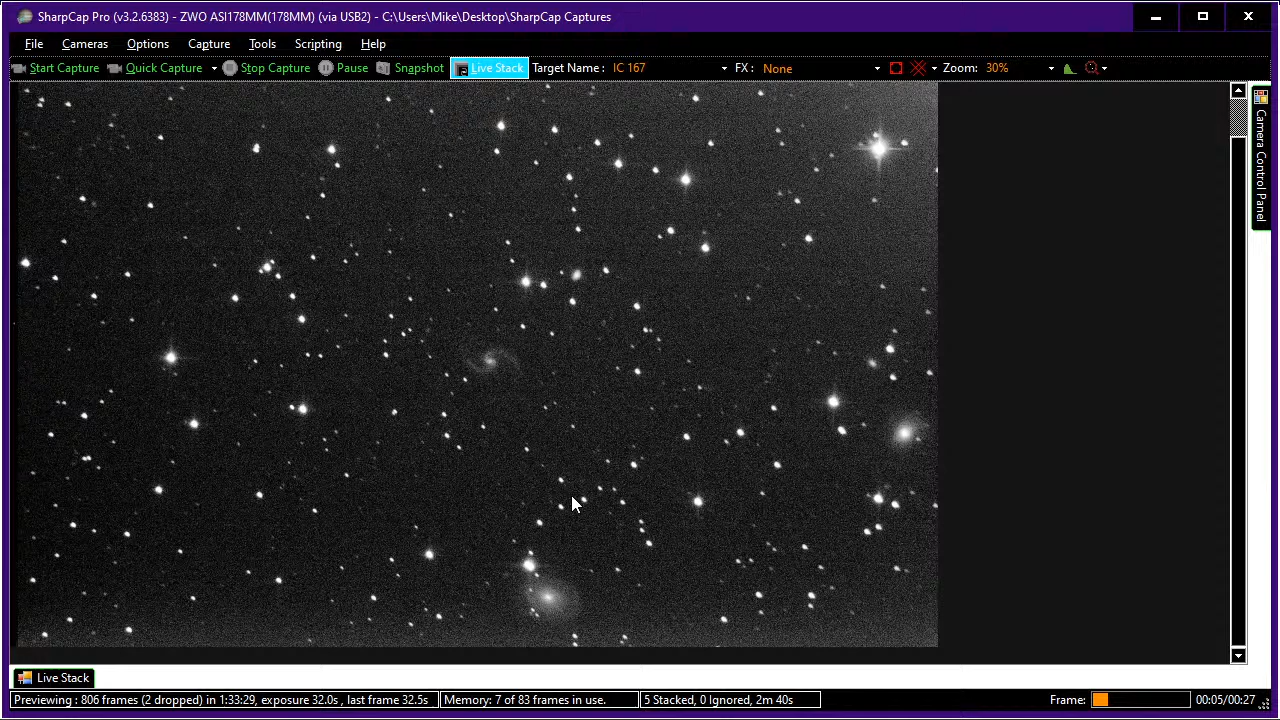 SharpCap Pro (v3.2.6383) - ZWO ASI178MM(178MM) (via USB2) - C:\Users\Mike\Desktop\SharpCap Captures
File Cameras Options Capture Tools Scripting Help
Start Capture Quick Capture Stop Capture Pause Snapshot Live Stack Target Name : IC 167 FX : None Zoom: 30%
Camera Control Panel
Live Stack
Previewing : 806 frames (2 dropped) in 1:33:29, exposure 32.0s , last frame 32.5s Memory: 7 of 83 frames in use. 5 Stacked, 0 Ignored, 2m 40s Frame: 00:05/00:27